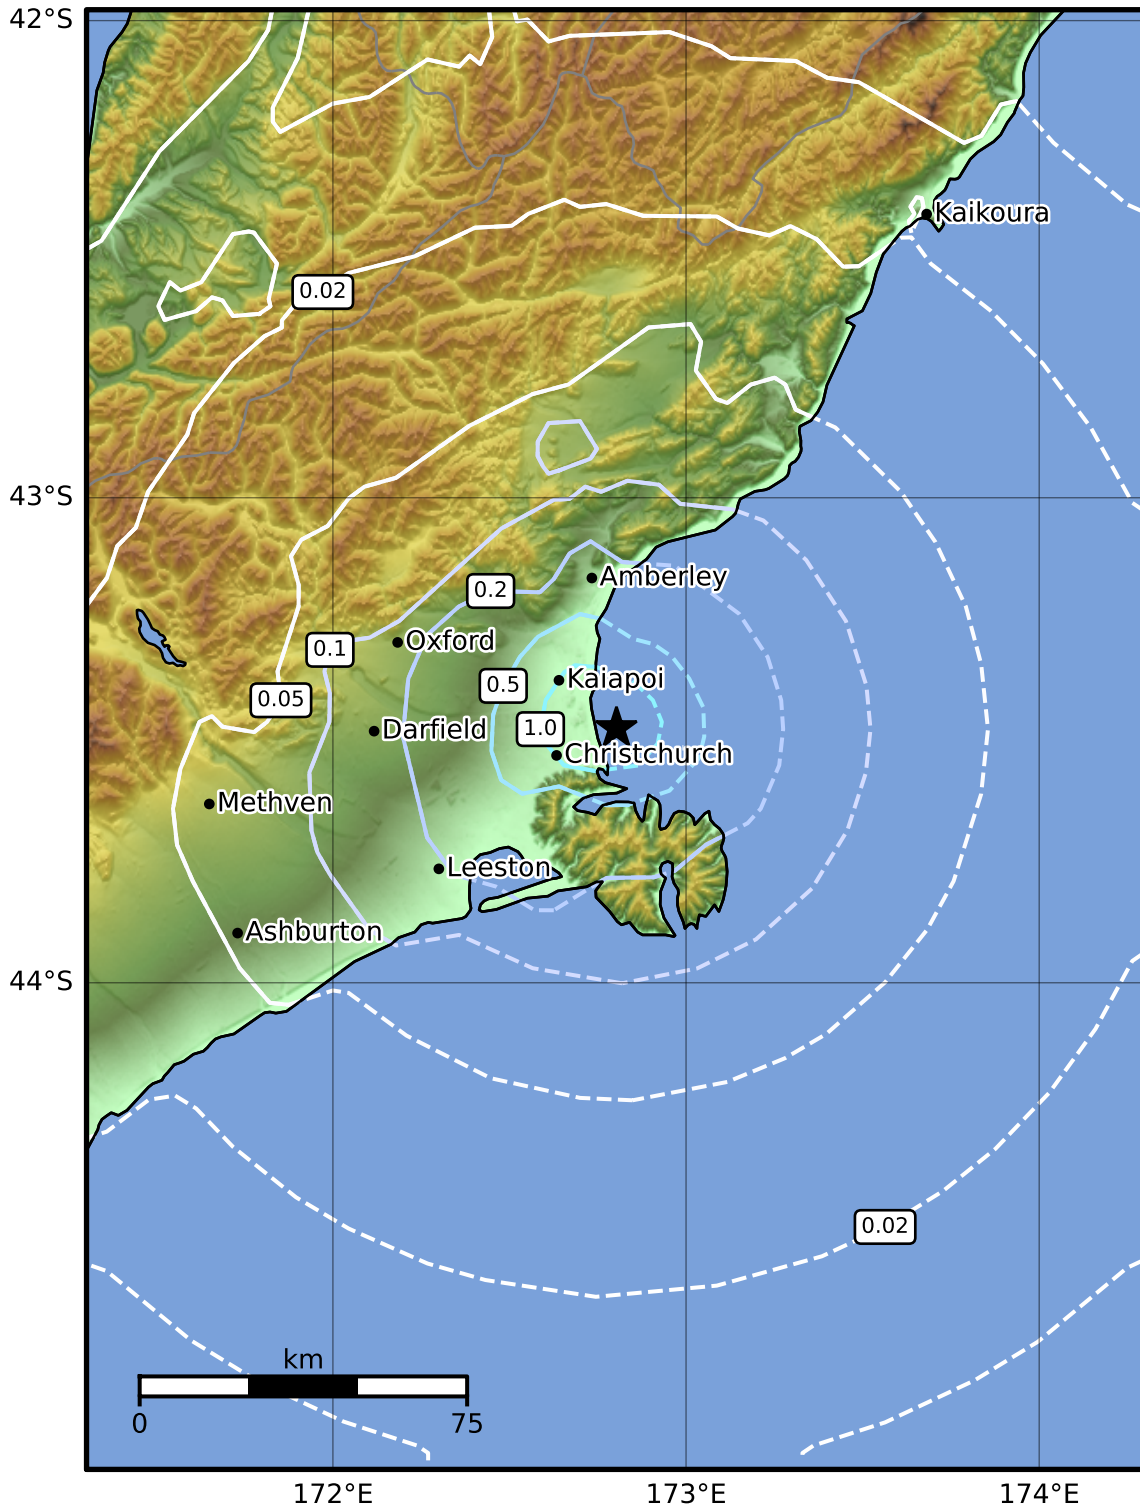 42°S
Kaikoura
0.02
43°S
Amberley
0.2
Oxford
0.1
Kaiapoi
0.5
0.05
1.0
Darfield
Christchurch
Methven
Leeston
Ashburton
44°S
0.02
km
0 75
172°E 173°E 174°E